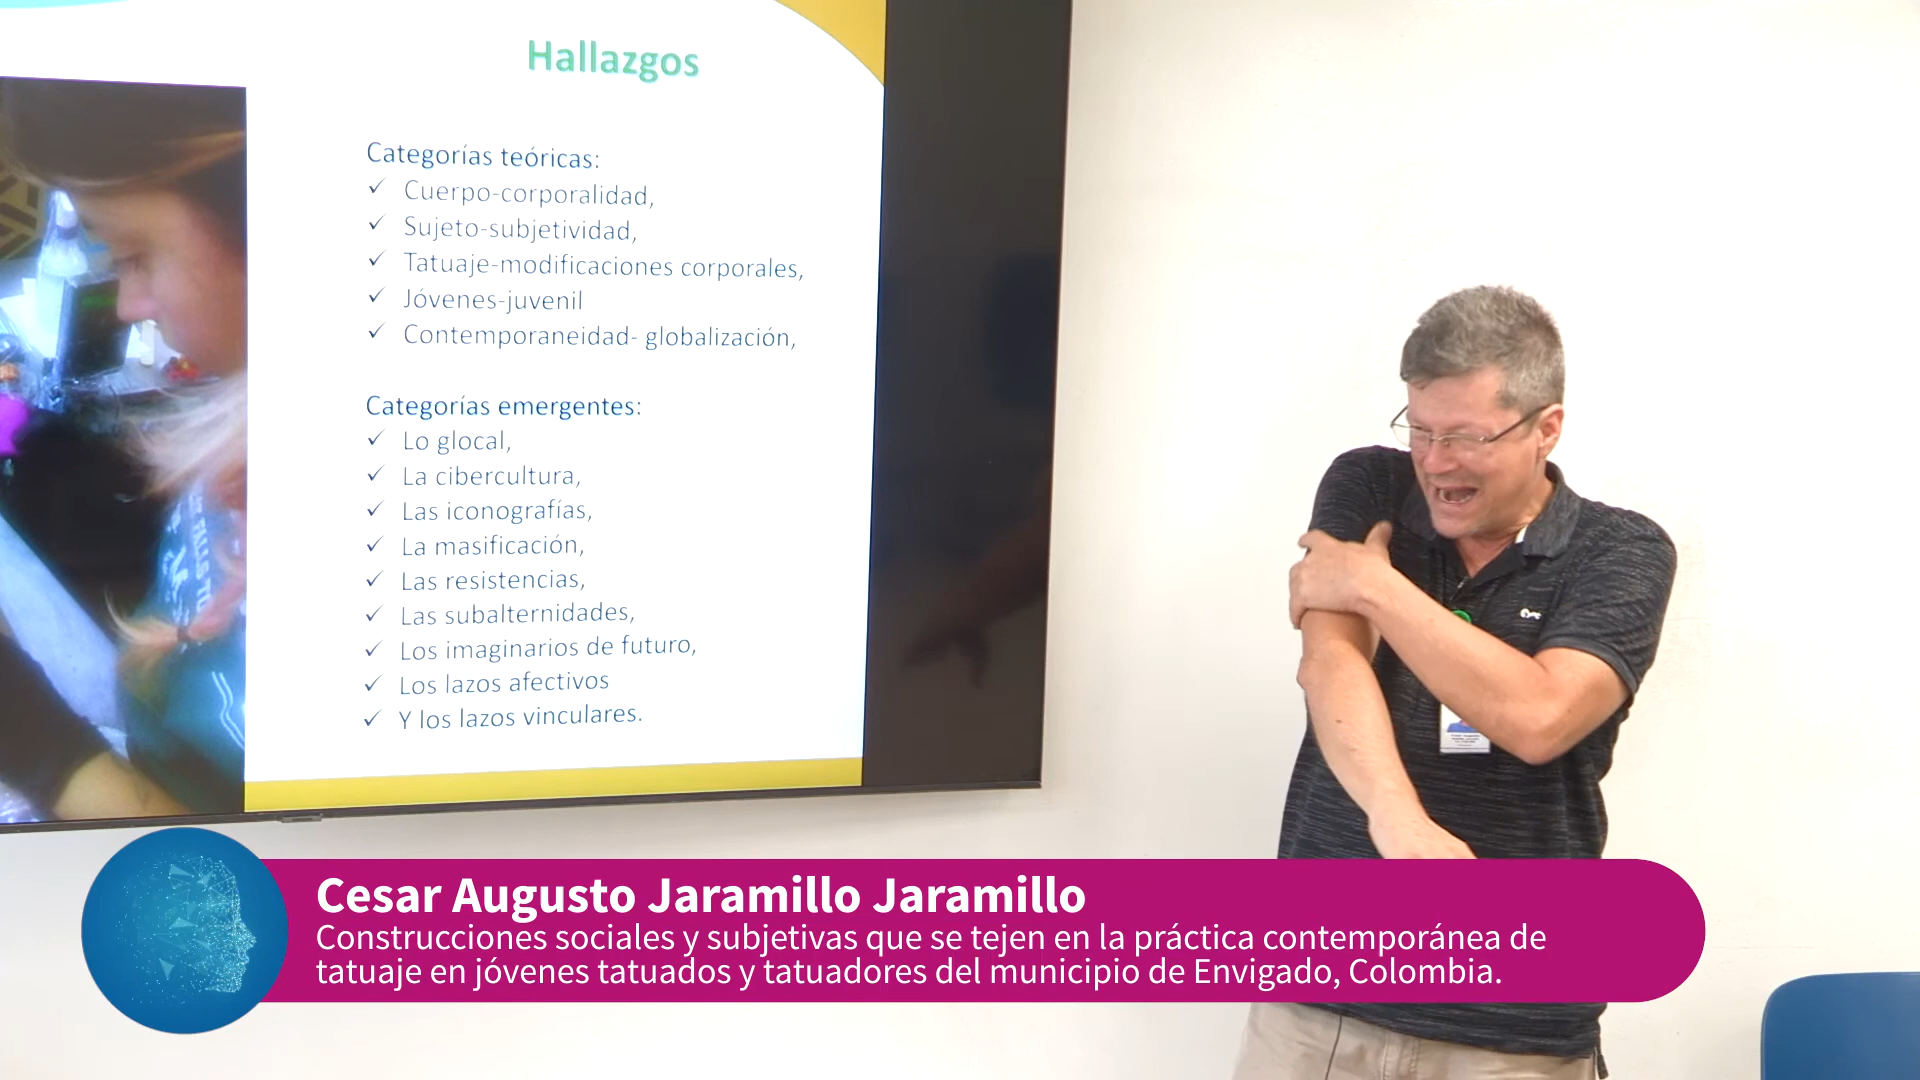 Hallazgos
Categorías teóricas:
✓ Cuerpo-corporalidad,
✓ Sujeto-subjetividad,
✓ Tatuaje-modificaciones corporales,
✓ Jóvenes-juvenil
✓ Contemporaneidad- globalización,
Categorías emergentes:
✓ Lo glocal,
✓ La cibercultura,
✓ Las iconografías,
✓ La masificación,
✓ Las resistencias,
✓ Las subalternidades,
✓ Los imaginarios de futuro,
✓ Los lazos afectivos
✓ Y los lazos vinculares.
Cesar Augusto Jaramillo Jaramillo
Construcciones sociales y subjetivas que se tejen en la práctica contemporánea de
tatuaje en jóvenes tatuados y tatuadores del municipio de Envigado, Colombia.